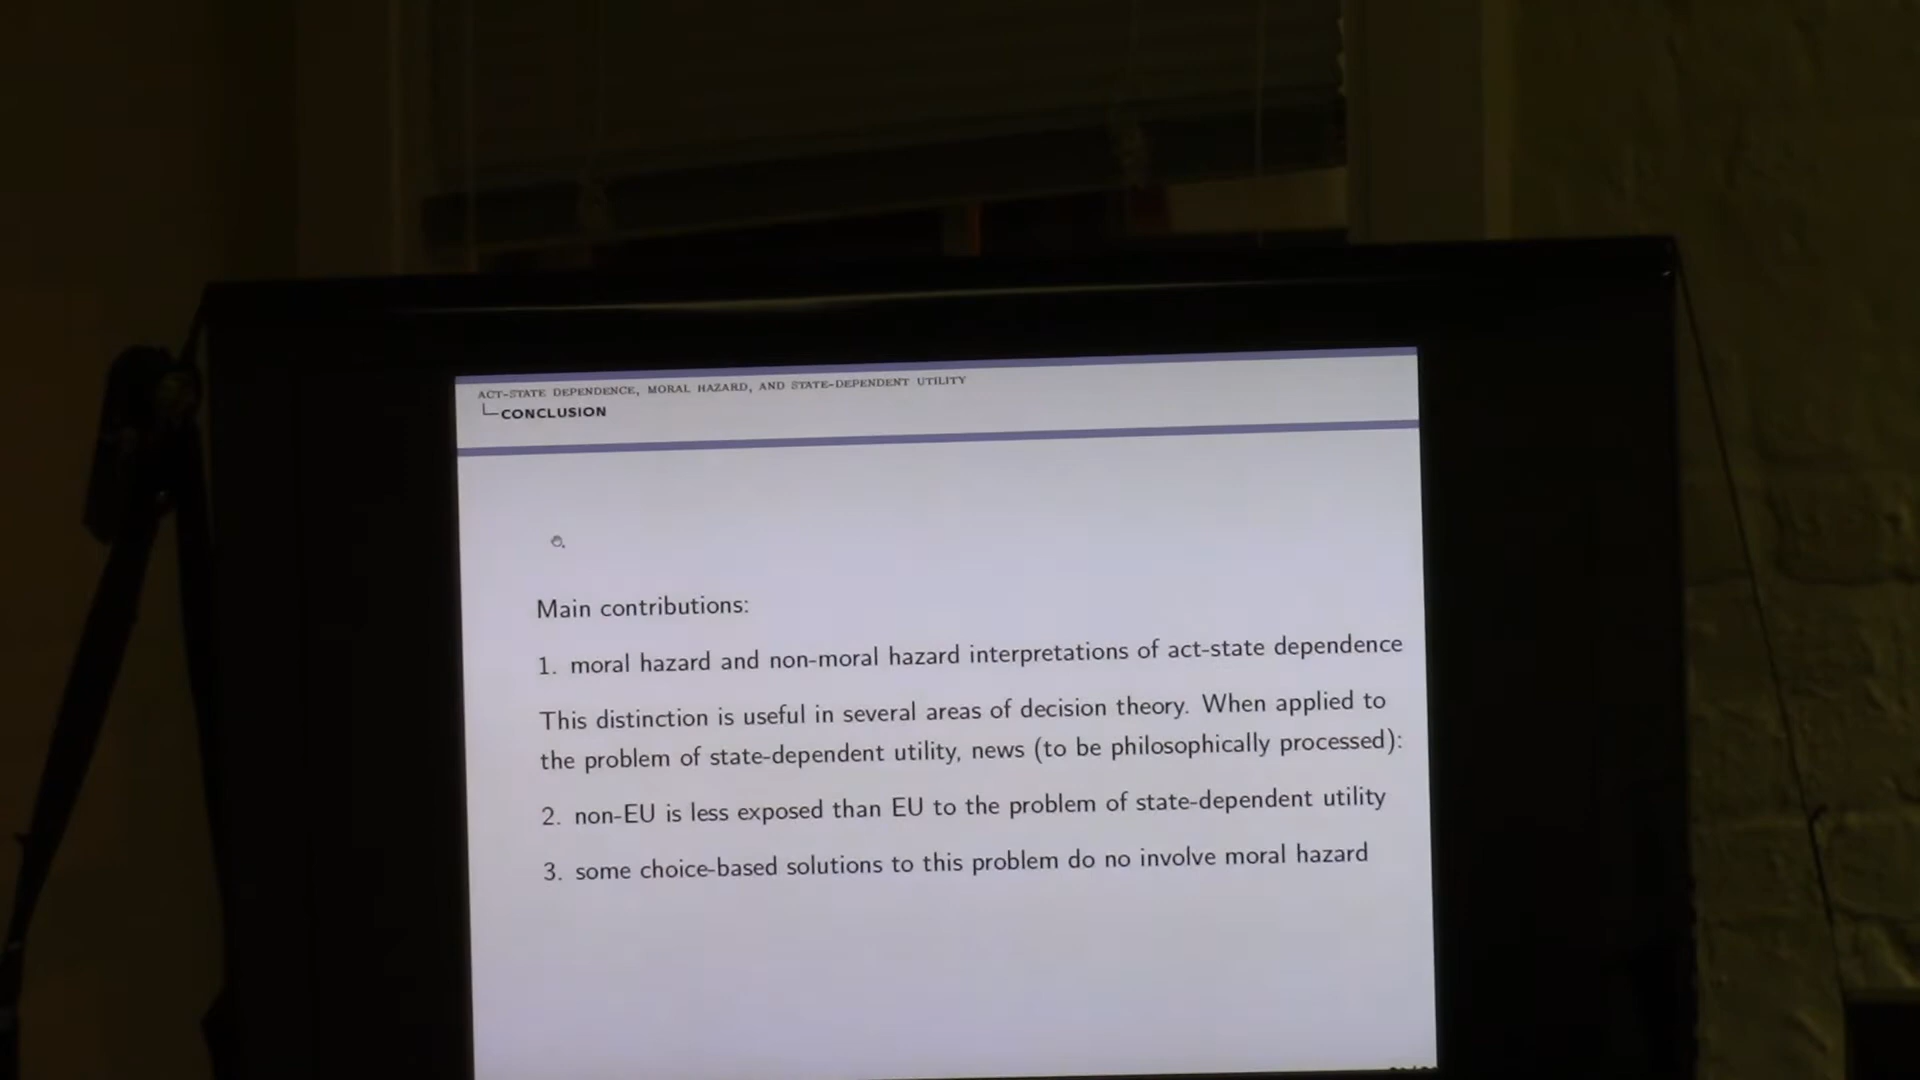 ACT-STATE DEPENDENCE, MORAL HAZARD, AND STATE-DEPENDENT UTILITY
CONCLUSION
Main contributions:
1. moral hazard and non-moral hazard interpretations of act-state dependence
This distinction is useful in several areas of decision theory. When applied to
the problem of state-dependent utility, news (to be philosophically processed):
2. non-EU is less exposed than EU to the problem of state-dependent utility
3. some choice-based solutions to this problem do no involve moral hazard